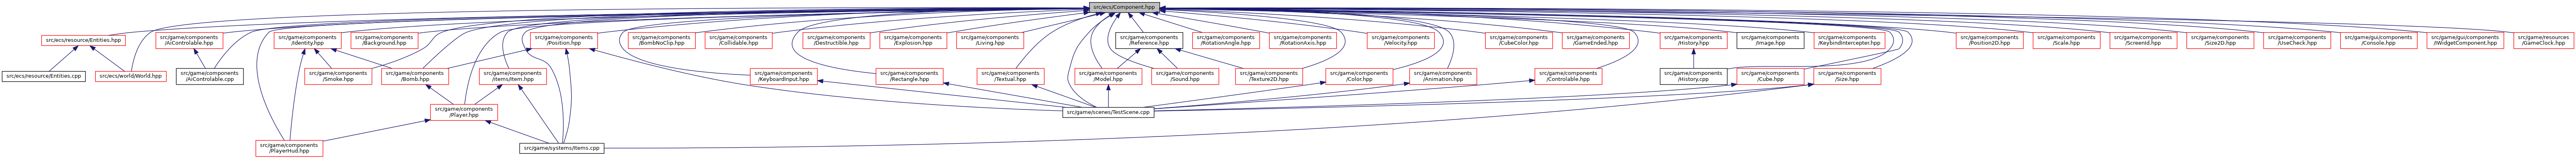 src/ecs/Component.hpp
src/ecs/resource/Entities.hpp
src/game/components
/AiControlable.hpp
src/game/components
/Identity.hpp
src/game/components
/Background.hpp
src/game/components
/Position.hpp
src/game/components
/BombNoClip.hpp
src/game/components
/Collidable.hpp
src/game/components
/Destructible.hpp
src/game/components
/Explosion.hpp
src/game/components
/Living.hpp
src/game/components
/Reference.hpp
src/game/components
/RotationAngle.hpp
src/game/components
/RotationAxis.hpp
src/game/components
/Velocity.hpp
src/game/components
/CubeColor.hpp
src/game/components
/GameEnded.hpp
src/game/components
/History.hpp
src/game/components
/Image.hpp
src/game/components
/KeybindIntercepter.hpp
src/game/components
/Position2D.hpp
src/game/components
/Scale.hpp
src/game/components
/ScreenId.hpp
src/game/components
/Size2D.hpp
src/game/components
/UseCheck.hpp
src/game/gui/components
/Console.hpp
src/game/gui/components
/WidgetComponent.hpp
src/game/resources
/GameClock.hpp
src/ecs/resource/Entities.cpp
src/ecs/world/World.hpp
src/game/components
/AiControlable.cpp
src/game/components
/Smoke.hpp
src/game/components
/Bomb.hpp
src/game/components
/items/Item.hpp
src/game/components
/KeyboardInput.hpp
src/game/components
/Rectangle.hpp
src/game/components
/Textual.hpp
src/game/components
/Model.hpp
src/game/components
/Sound.hpp
src/game/components
/Texture2D.hpp
src/game/components
/Color.hpp
src/game/components
/Animation.hpp
src/game/components
/Controlable.hpp
src/game/components
/History.cpp
src/game/components
/Cube.hpp
src/game/components
/Size.hpp
src/game/components
/Player.hpp
src/game/scenes/TestScene.cpp
src/game/components
/PlayerHud.hpp
src/game/systems/Items.cpp